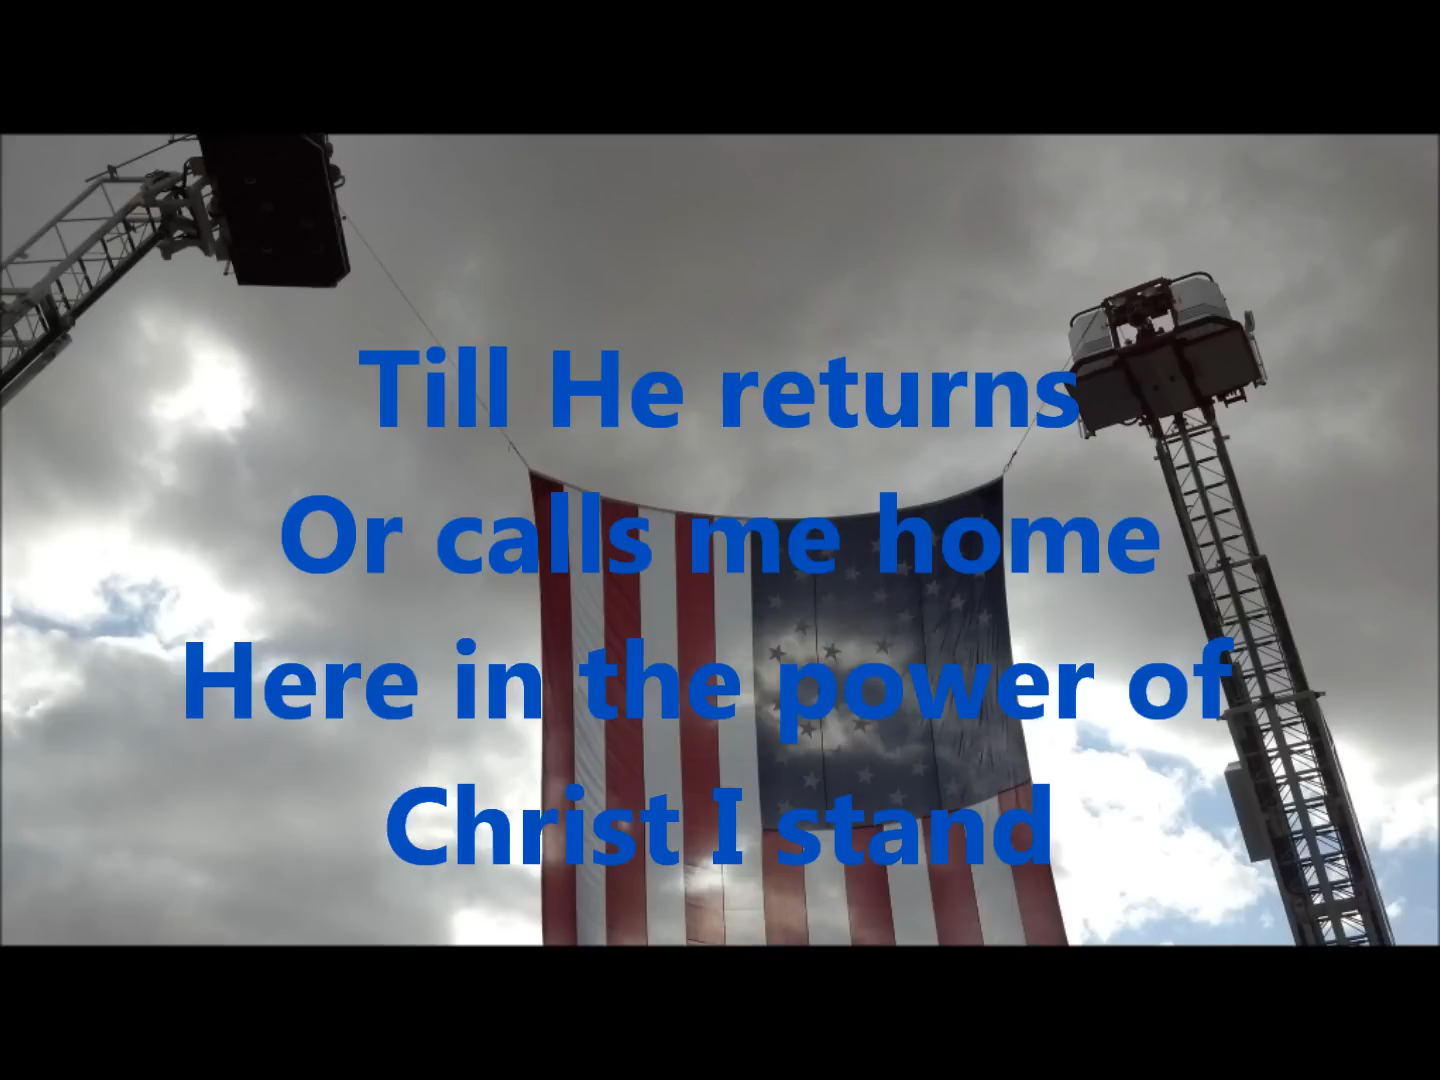 Till He returns
Or calls me home
Here in the power of
Christ I stand